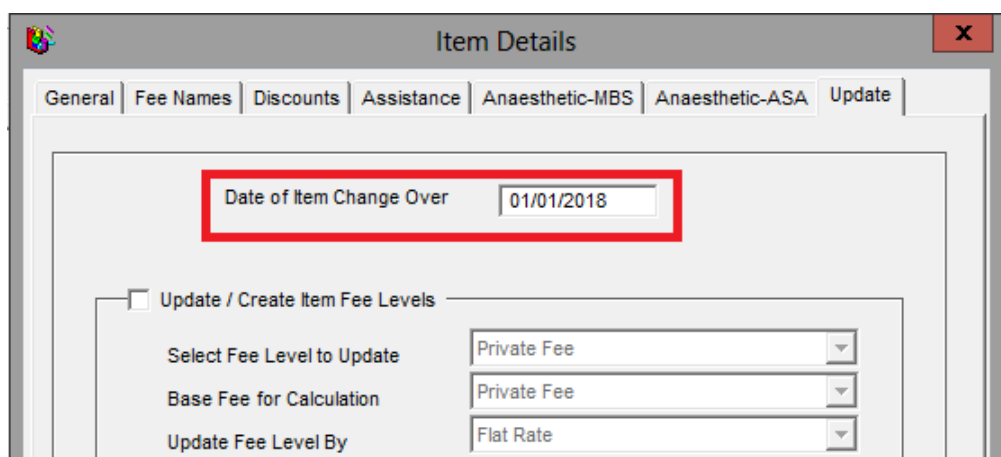 Item Details
x
General Fee Names Discounts Assistance Anaesthetic-MBS Anaesthetic-ASA Update
Date of Item Change Over 01/01/2018
Update / Create Item Fee Levels
Select Fee Level to Update Private Fee
Base Fee for Calculation Private Fee
Update Fee Level By Flat Rate